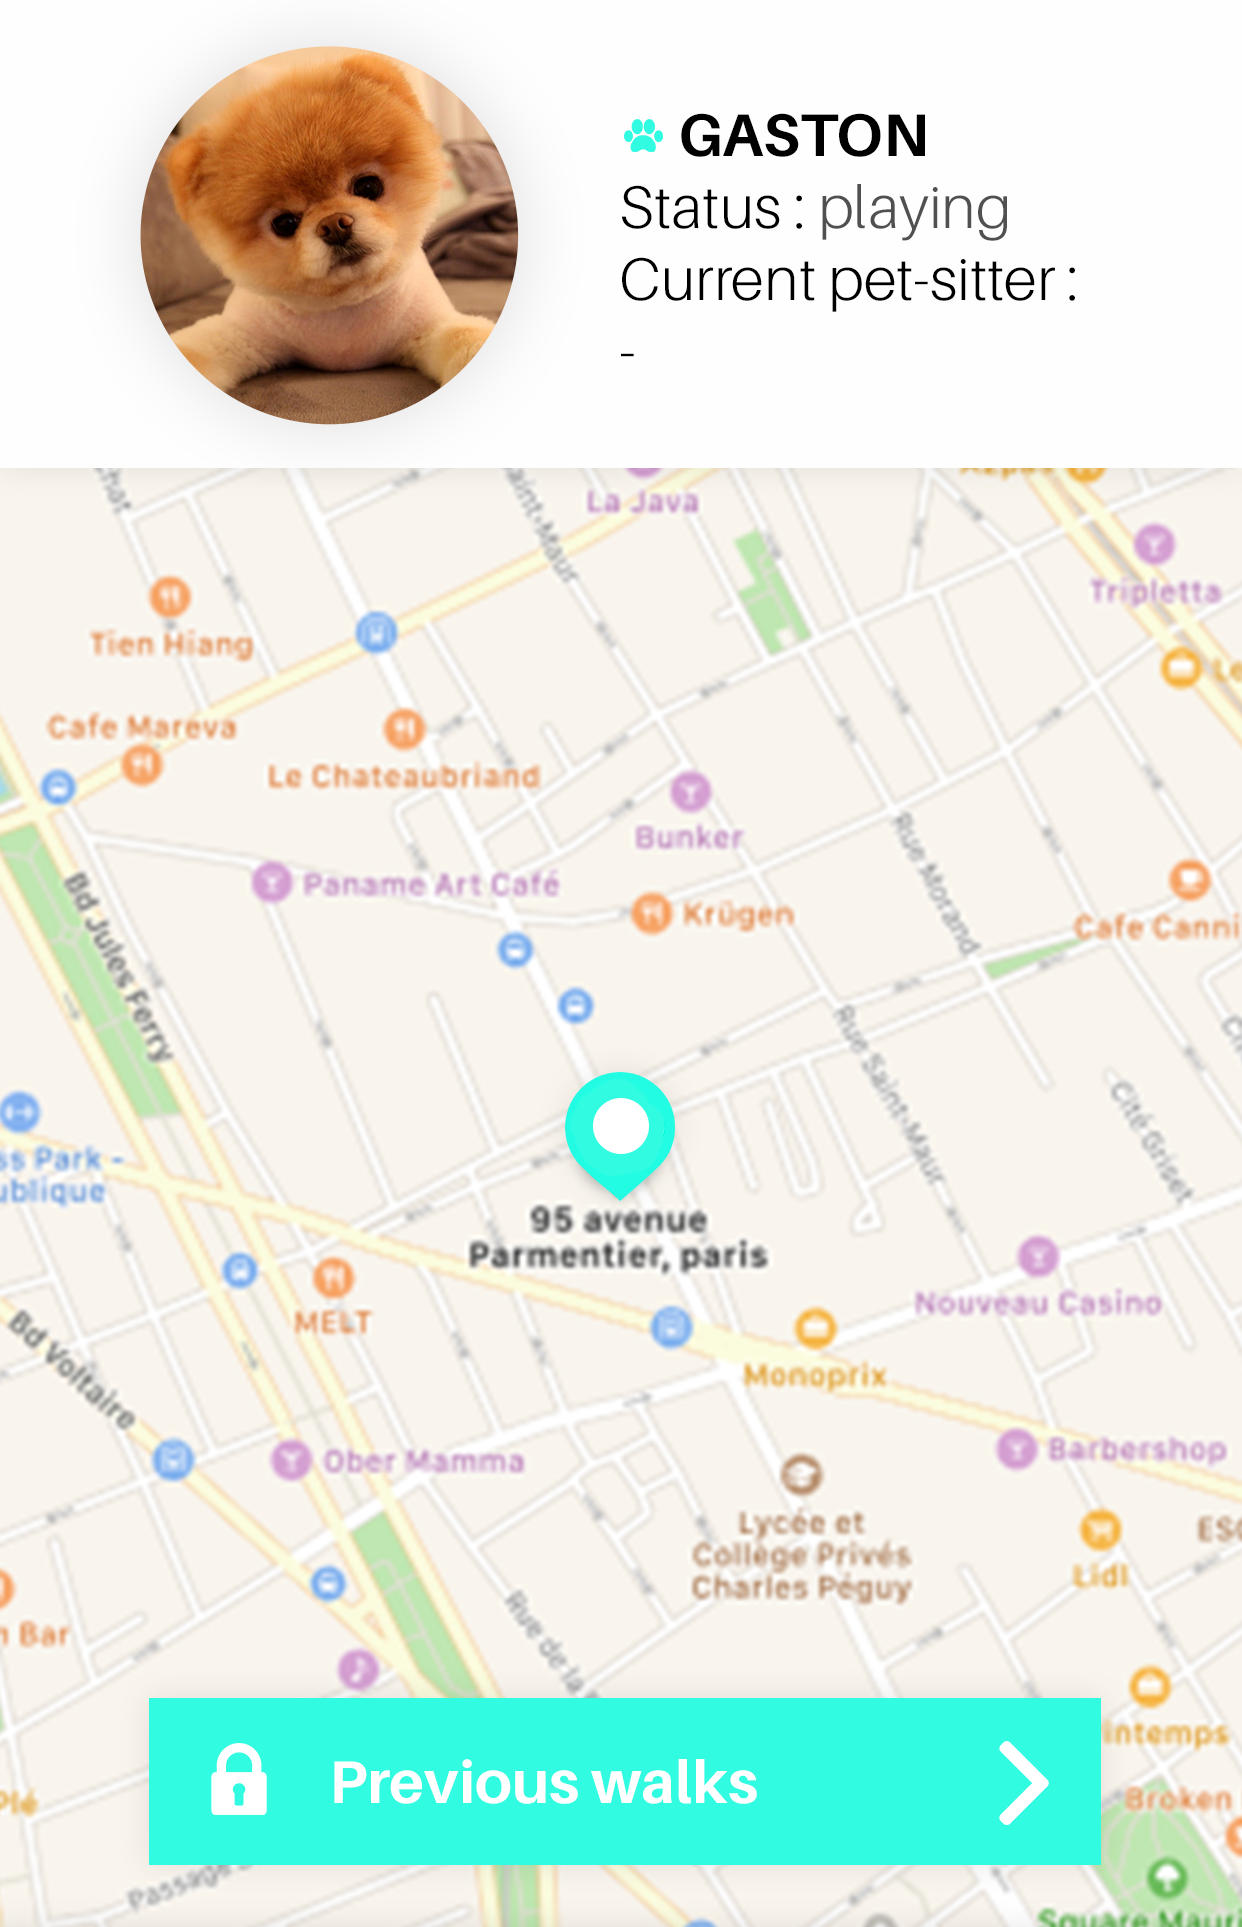 GASTON
Status : playing
Current pet-sitter :
-
La Java
Tripletta
Tien Hiang
Cafe Mareva
Le Chateaubriand
Bunker
Rue Morand
Paname Art Café
Krügen
Cafe Canni
Bd Jules Ferry
Rue Saint-Maur
Cité Griset
ss Park -
ublique
95 avenue
Parmentier, paris
MELT
Nouveau Casino
Bd Voltaire
Monoprix
Ober Mamma
Barbershop
Lycée et
Collège Privés
Charles Péguy
Lidl
Bar
Rue de la
intemps
Previous walks
Broken
Plé
Passage
Square Mauri